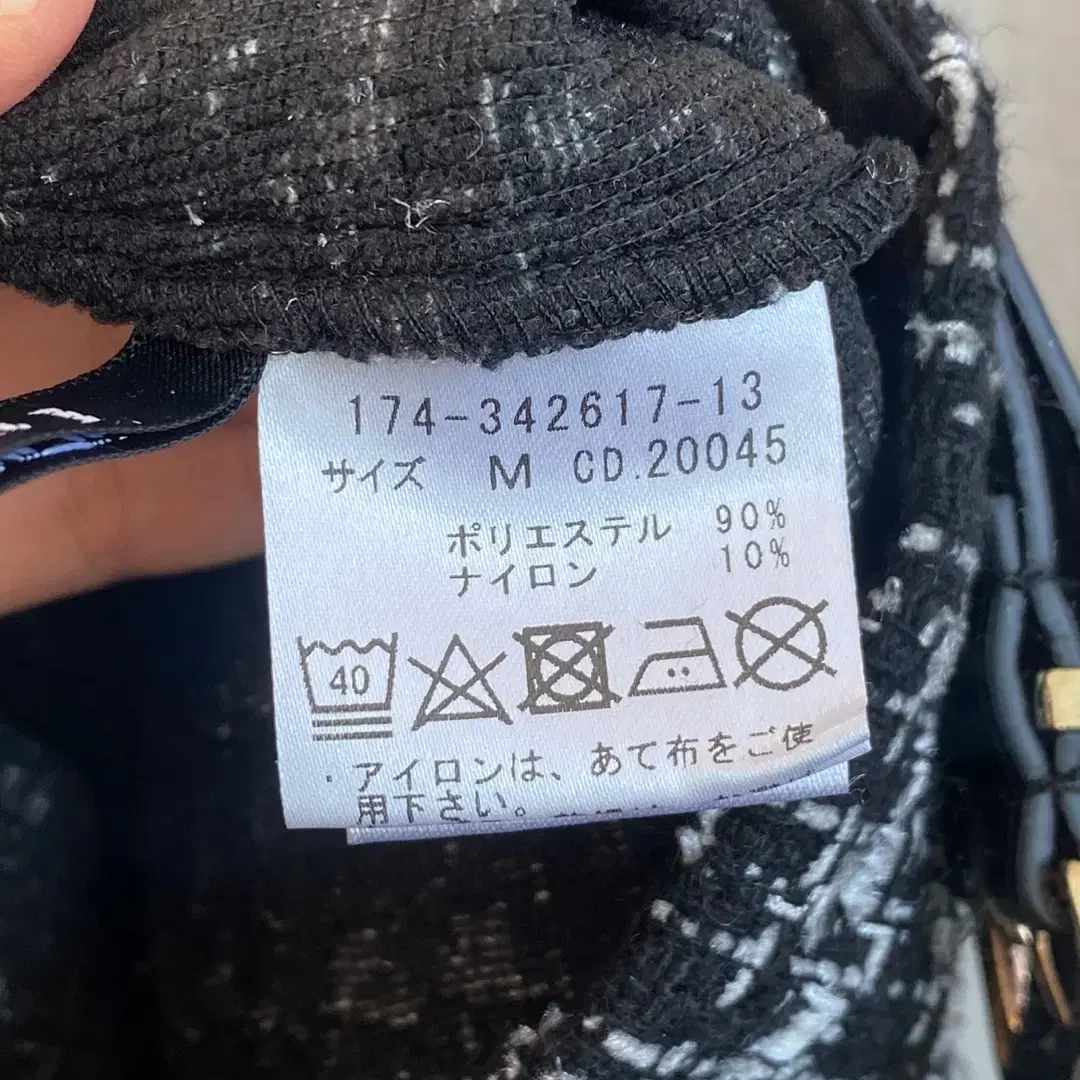 174-342617-13
サイズ M CD.20045
ポリエステル 90%
ナイロン 10%
40
・アイロンは、あて布をご使
用下さい。